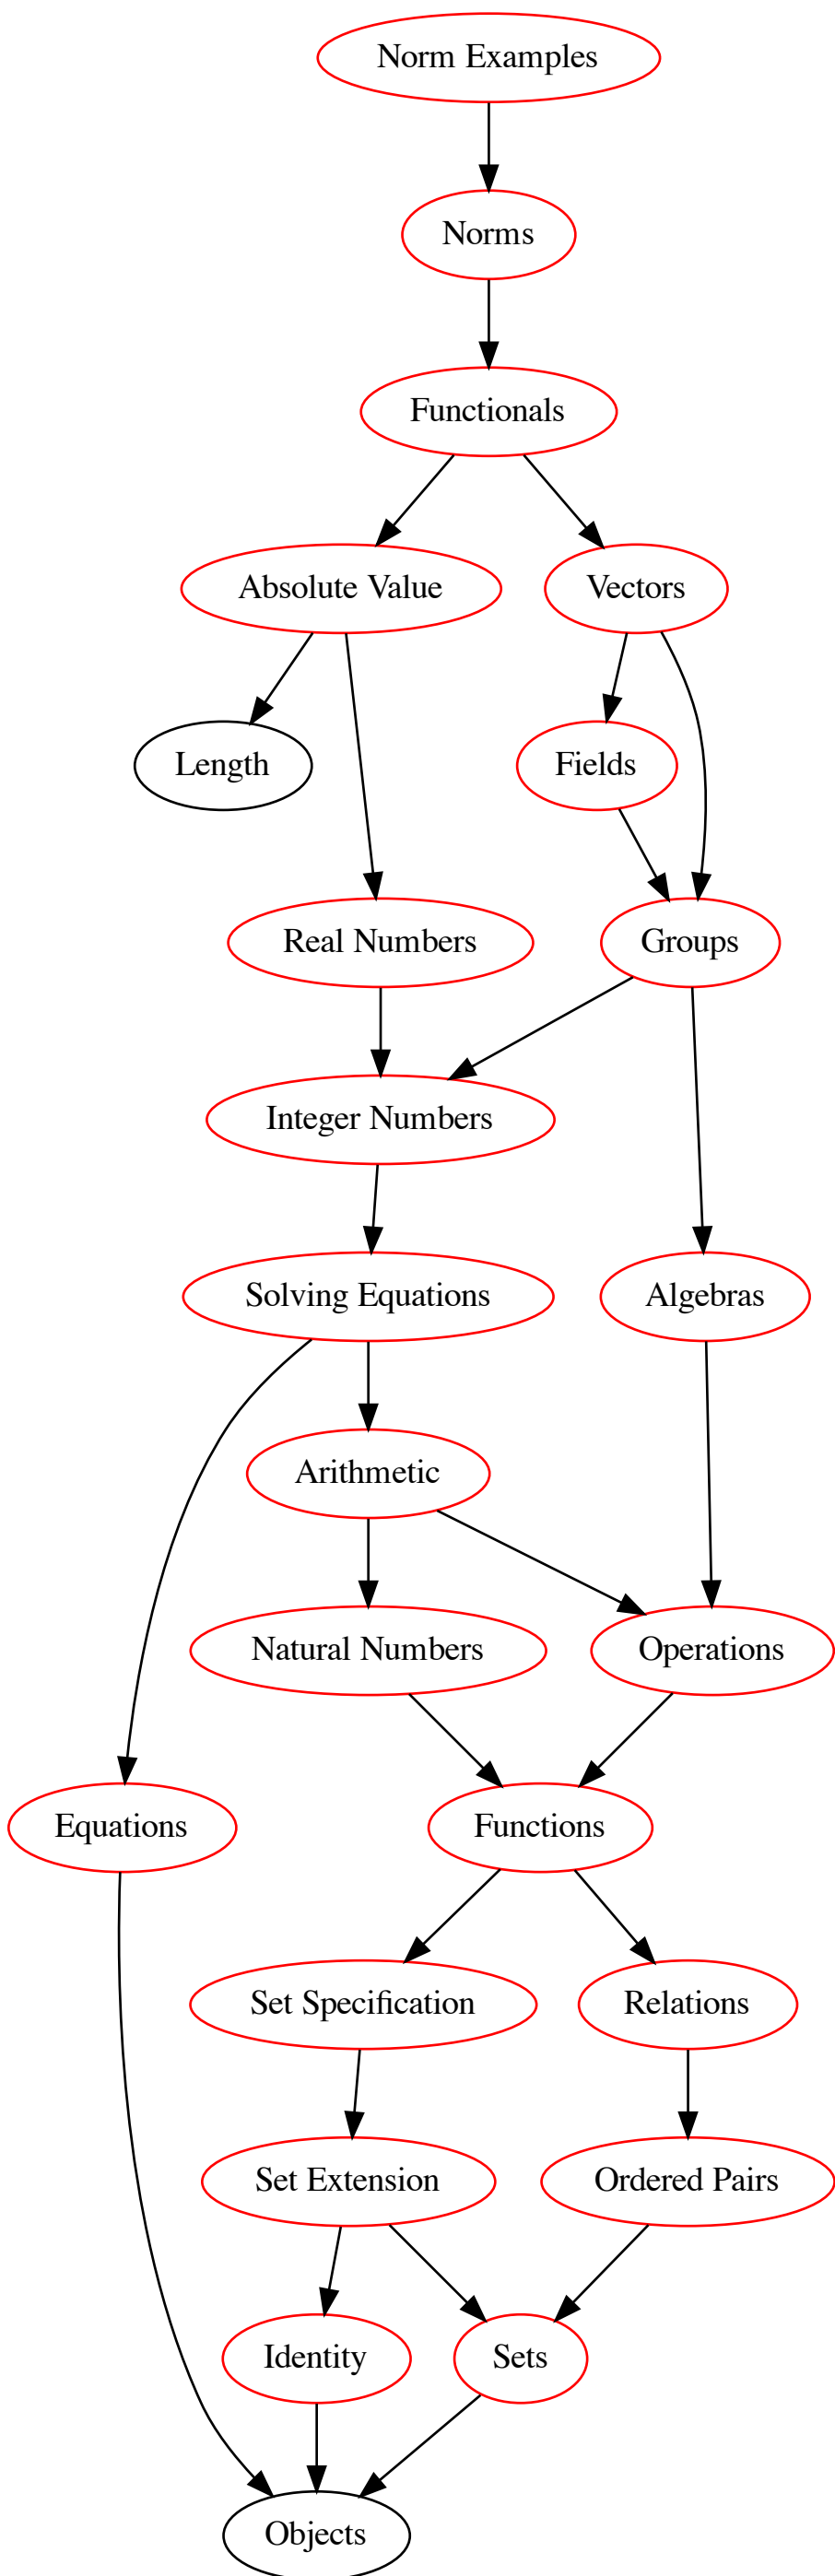 Norm Examples
Norms
Functionals
Absolute Value
Vectors
Length
Fields
Real Numbers
Groups
Integer Numbers
Solving Equations
Algebras
Arithmetic
Natural Numbers
Operations
Equations
Functions
Set Specification
Relations
Set Extension
Ordered Pairs
Identity
Sets
Objects